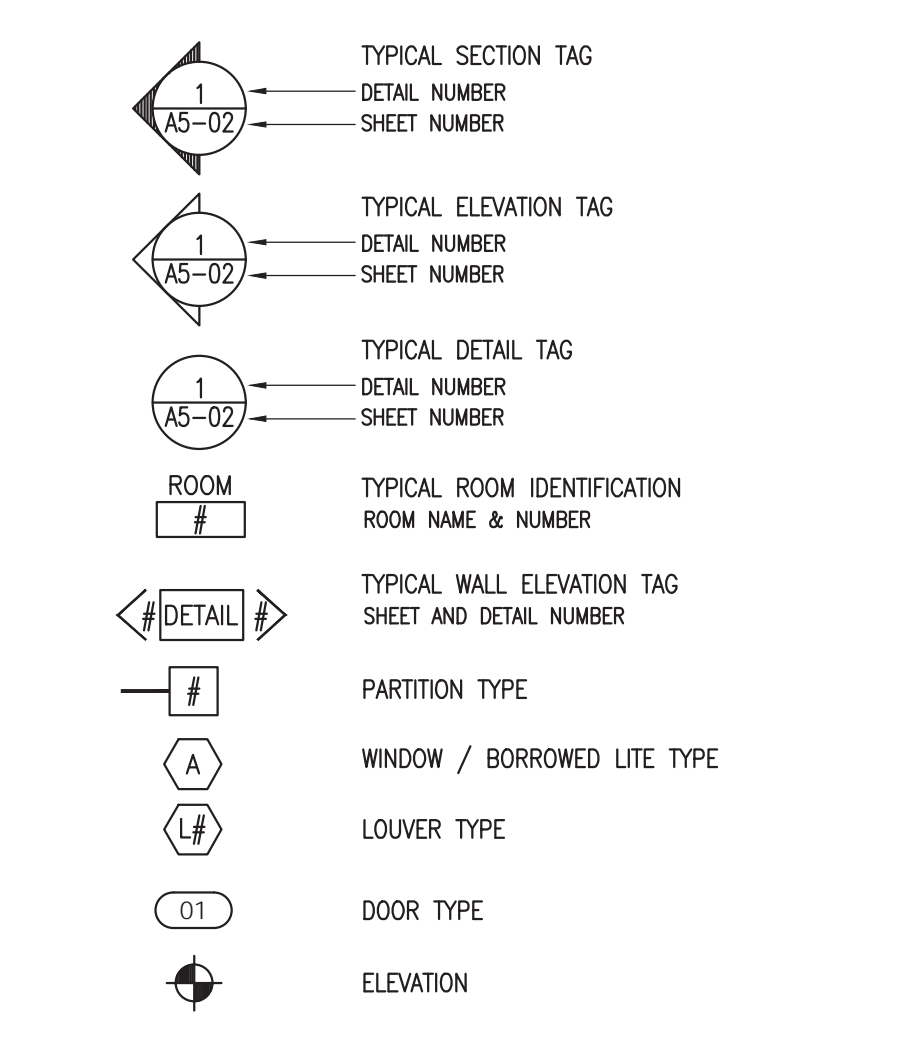 TYPICAL SECTION TAG
1
DETAIL NUMBER
A5-02
SHEET NUMBER
TYPICAL ELEVATION TAG
1
DETAIL NUMBER
A5-02
SHEET NUMBER
TYPICAL DETAIL TAG
1
DETAIL NUMBER
A5-02
SHEET NUMBER
ROOM
#
TYPICAL ROOM IDENTIFICATION
ROOM NAME & NUMBER
# DETAIL #
TYPICAL WALL ELEVATION TAG
SHEET AND DETAIL NUMBER
#
PARTITION TYPE
A
WINDOW / BORROWED LITE TYPE
L#
LOUVER TYPE
01
DOOR TYPE
ELEVATION